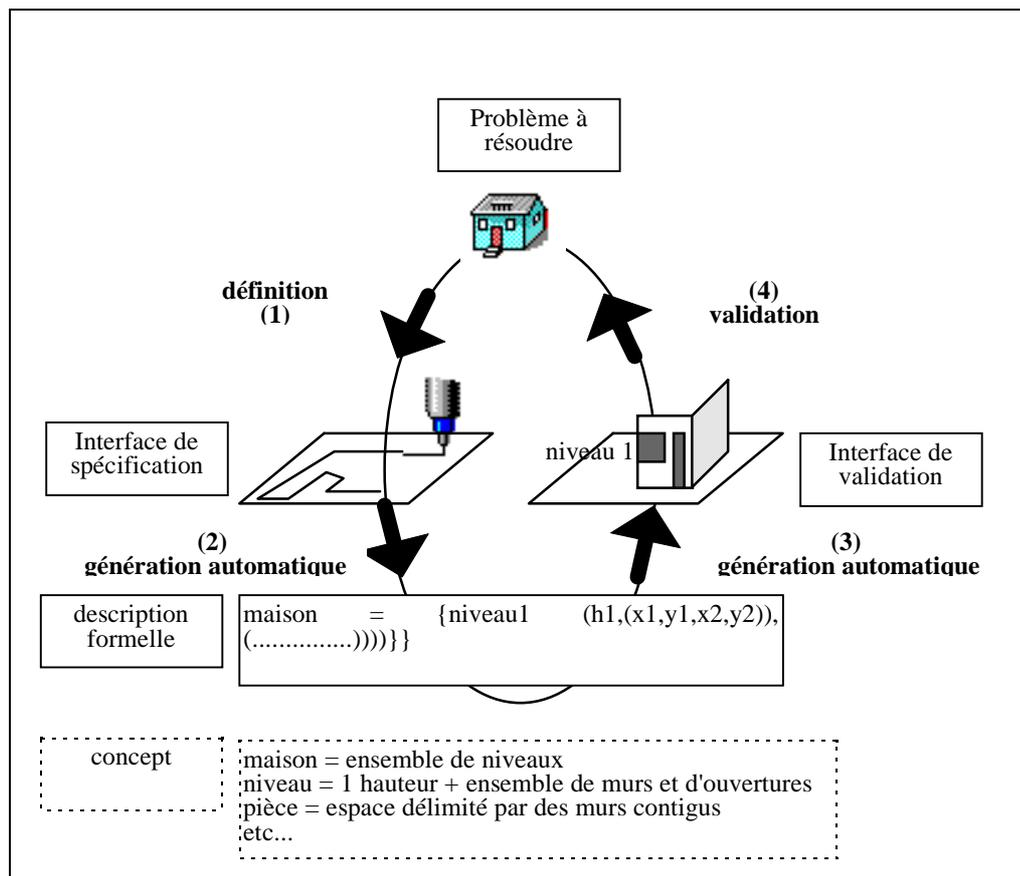 Problème à
résoudre
définition
(1)
(4)
validation
Interface de
spécification
niveau 1
Interface de
validation
(2)
génération automatique
(3)
génération automatique
description
formelle
maison = {niveau1 (h1,(x1,y1,x2,y2)),
(...............))))}}
concept
maison = ensemble de niveaux
niveau = 1 hauteur + ensemble de murs et d'ouvertures
pièce = espace délimité par des murs contigus
etc...